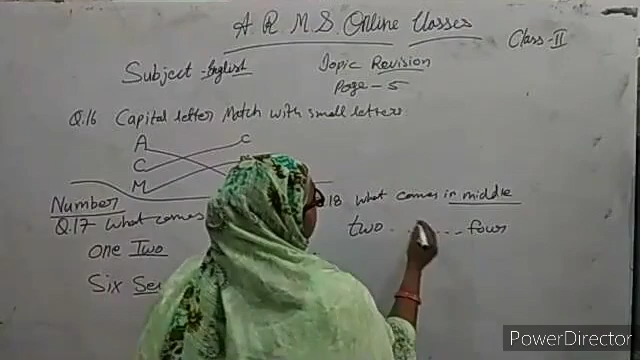 A R M S Online Classes
Class-II
Subject-English
Topic Revision
Page-5
Q.16 Capital letter Match with small letters
A c
C
M
Number
Q.17 What comes
One Two
Six
18 What comes in middle
two ........ four
PowerDirector